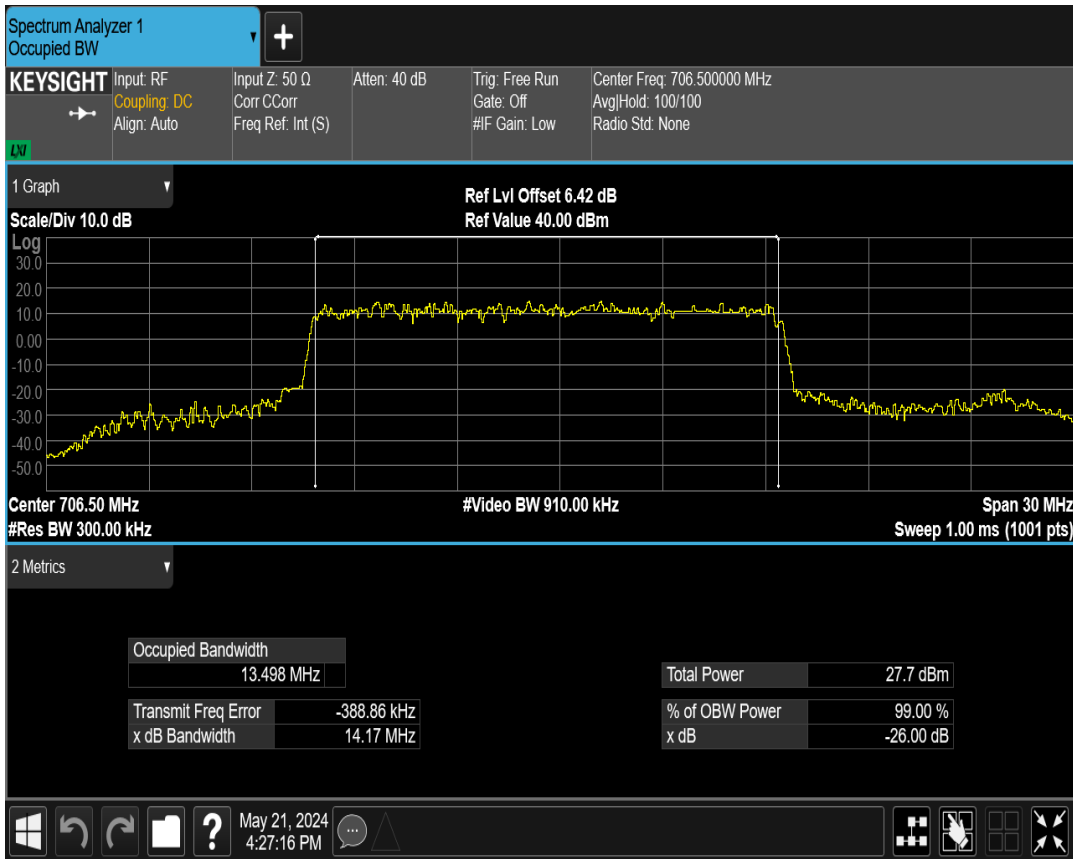 Spectrum Analyzer 1
Occupied BW
KEYSIGHT
LXI
Input: RF
Coupling: DC
Align: Auto
Input Z: 50 Ω
Corr CCorr
Freq Ref: Int (S)
Atten: 40 dB
Trig: Free Run
Gate: Off
#IF Gain: Low
Center Freq: 706.500000 MHz
Avg|Hold: 100/100
Radio Std: None
1 Graph
Scale/Div 10.0 dB
Ref Lvl Offset 6.42 dB
Ref Value 40.00 dBm
Log
30.0
20.0
10.0
0.00
-10.0
-20.0
-30.0
-40.0
-50.0
Center 706.50 MHz
#Video BW 910.00 kHz
Span 30 MHz
#Res BW 300.00 kHz
Sweep 1.00 ms (1001 pts)
2 Metrics
Occupied Bandwidth
13.498 MHz
Total Power 27.7 dBm
Transmit Freq Error -388.86 kHz
% of OBW Power 99.00 %
x dB Bandwidth 14.17 MHz
x dB -26.00 dB
?
May 21, 2024
4:27:16 PM